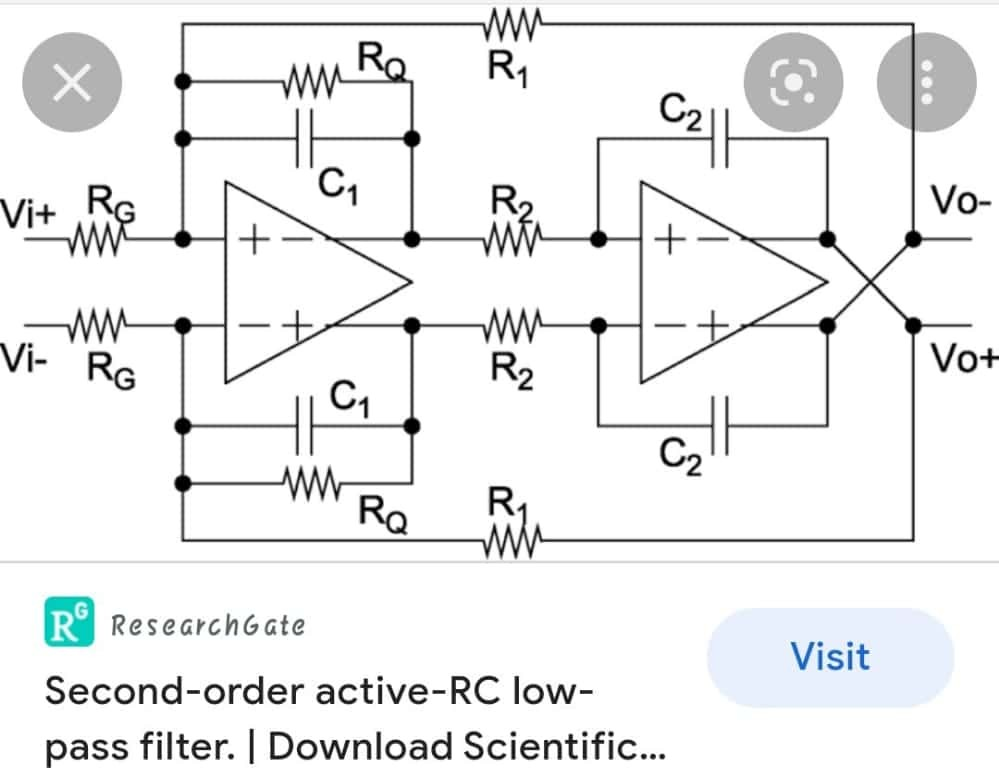 R1
RQ
C2
C1
Vi+ RG
R2
Vo-
+ − + −
− + − +
Vi- RG
R2
Vo+
C1
C2
R1
RQ
RG ResearchGate
Visit
Second-order active-RC low-
pass filter. | Download Scientific...